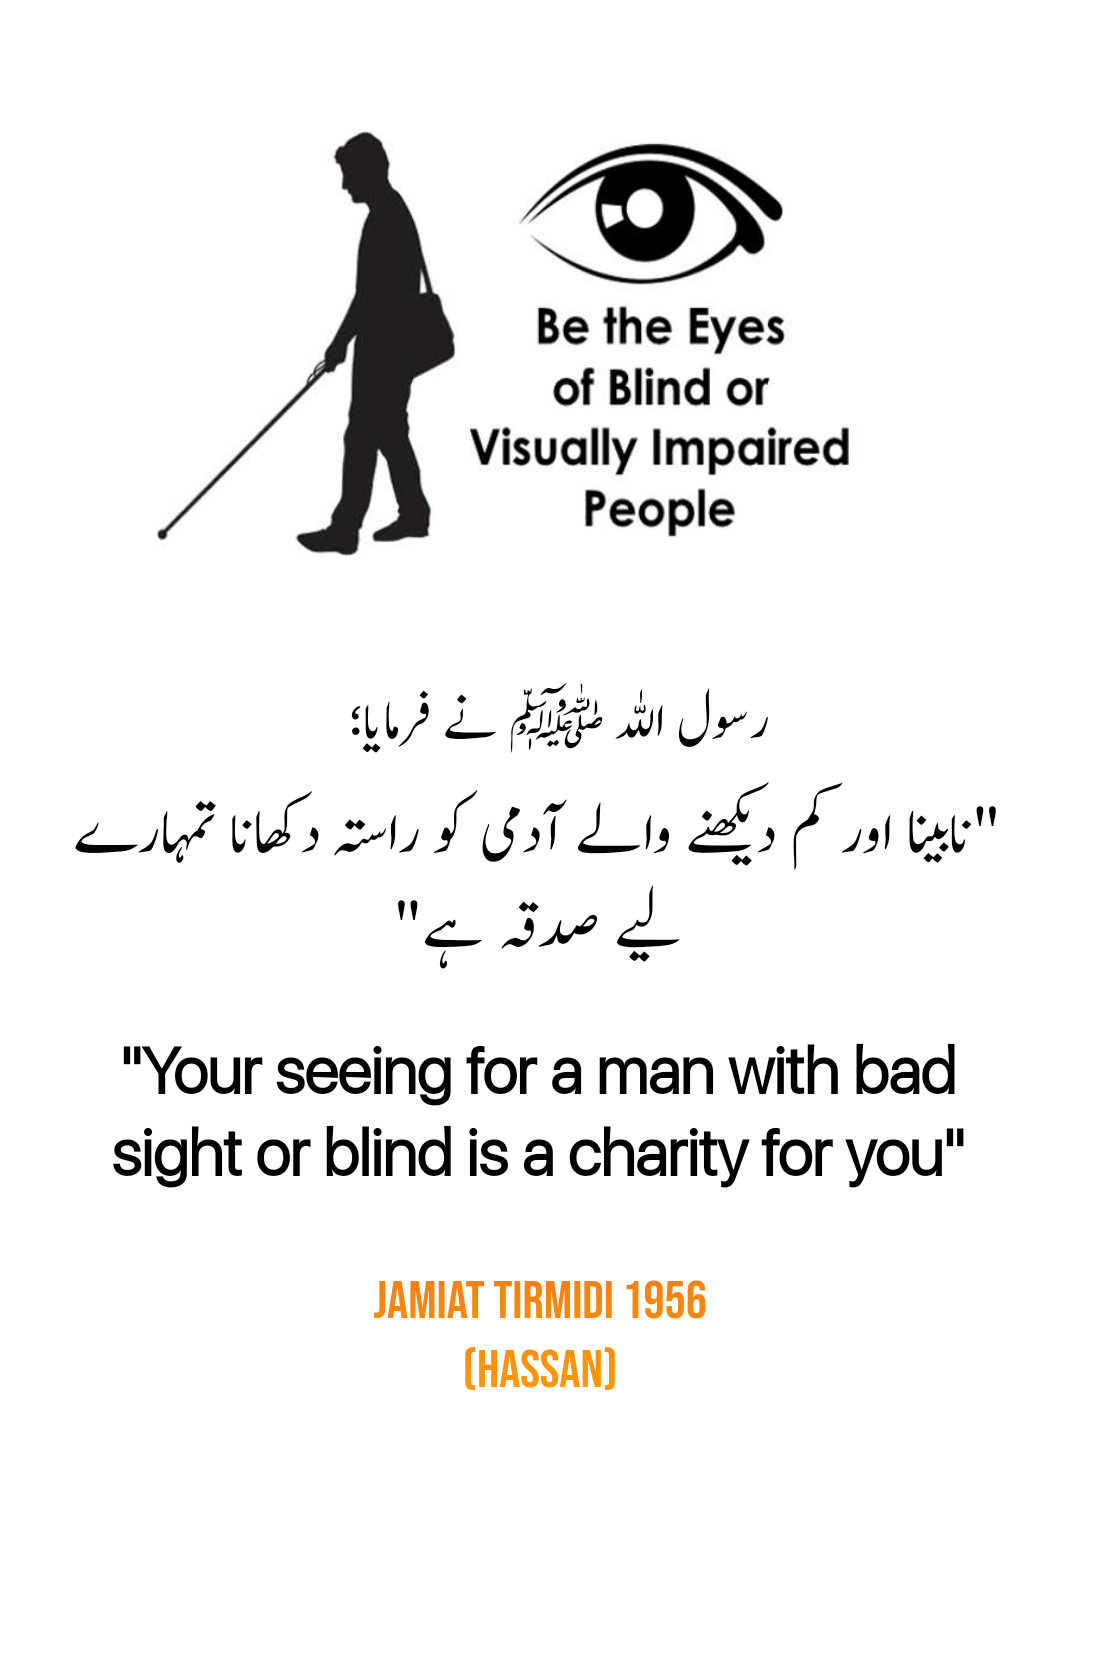 Be the Eyes
of Blind or
Visually Impaired
People
رسول اللہ ﷺ نے فرمایا؛
"نابینا اور کم دیکھنے والے آدمی کو راستہ دکھانا تمہارے
لیے صدقہ ہے"
"Your seeing for a man with bad
sight or blind is a charity for you"
JAMIAT TIRMIDI 1956
(HASSAN)